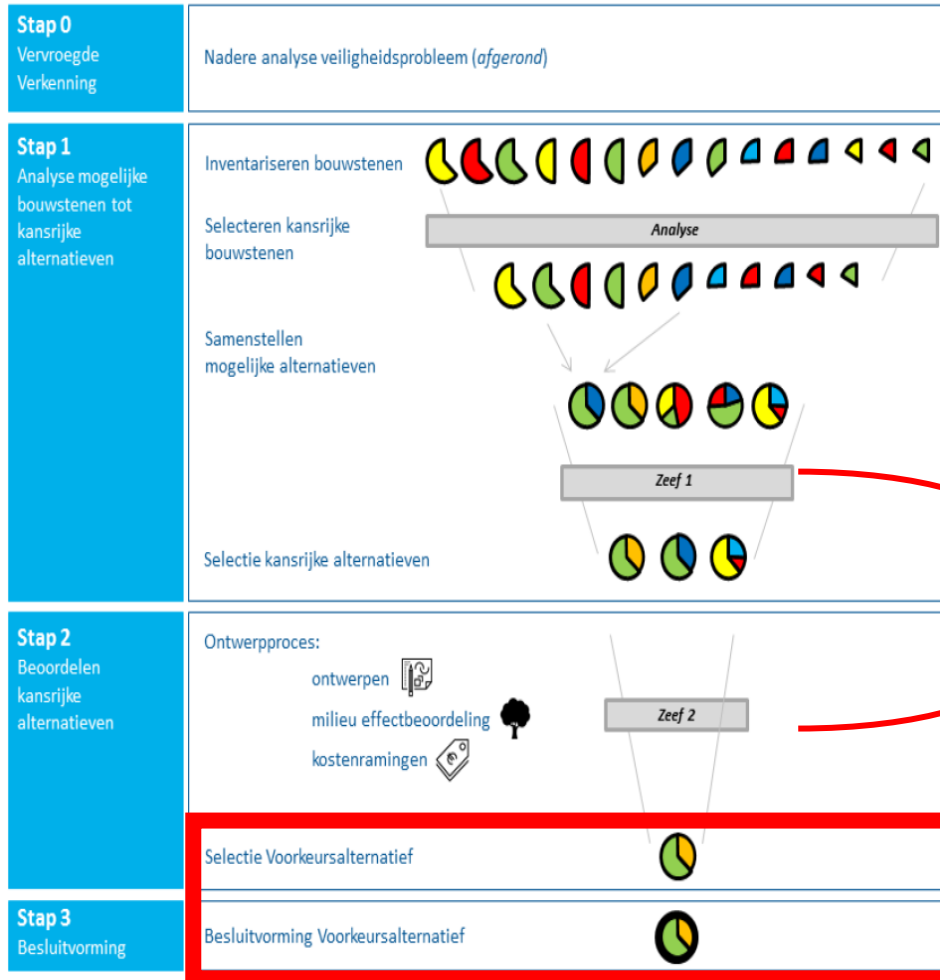 Stap 0
Vervroegde
Verkenning
Nadere analyse veiligheidsprobleem (afgerond)
Stap 1
Analyse mogelijke
bouwstenen tot
kansrijke
alternatieven
Inventariseren bouwstenen
Selecteren kansrijke
bouwstenen
Analyse
Samenstellen
mogelijke alternatieven
Zeef 1
Selectie kansrijke alternatieven
Stap 2
Beoordelen
kansrijke
alternatieven
Ontwerpproces:
ontwerpen
milieu effectbeoordeling
kostenramingen
Zeef 2
Selectie Voorkeursalternatief
Stap 3
Besluitvorming
Besluitvorming Voorkeursalternatief